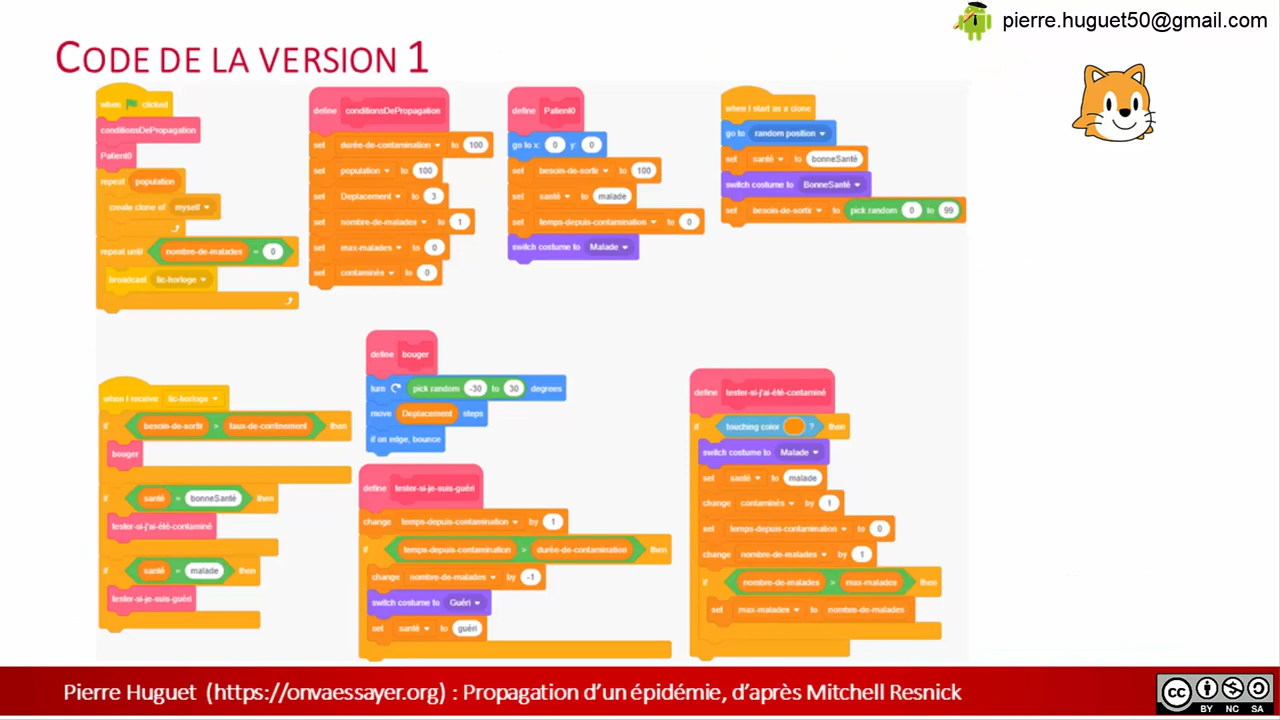 pierre.huguet50@gmail.com
CODE DE LA VERSION 1
when clicked
conditionsDePropagation
Patient0
repeat population
create clone of myself
repeat until nombre-de-malades = 0
broadcast tic-horloge
define conditionsDePropagation
set durée-de-contamination to 100
set population to 100
set Deplacement to 3
set nombre-de-malades to 1
set max-malades to 0
set contaminés to 0
define Patient0
go to x: 0 y: 0
set besoin-de-sortir to 100
set santé to malade
set temps-depuis-contamination to 0
switch costume to Malade
when I start as a clone
go to random position
set santé to bonneSanté
switch costume to BonneSanté
set besoin-de-sortir to pick random 0 to 99
when I receive tic-horloge
if besoin-de-sortir > taux-de-confinement then
bouger
if santé = bonneSanté then
tester-si-j'ai-été-contaminé
if santé = malade then
tester-si-je-suis-guéri
define bouger
turn pick random -30 to 30 degrees
move Deplacement steps
if on edge, bounce
define tester-si-je-suis-guéri
change temps-depuis-contamination by 1
if temps-depuis-contamination > durée-de-contamination then
change nombre-de-malades by -1
switch costume to Guéri
set santé to guéri
define tester-si-j'ai-été-contaminé
if touching color ? then
switch costume to Malade
set santé to malade
change contaminés by 1
set temps-depuis-contamination to 0
change nombre-de-malades by 1
if nombre-de-malades > max-malades then
set max-malades to nombre-de-malades
Pierre Huguet (https://onvaessayer.org) : Propagation d'un épidémie, d'après Mitchell Resnick
cc
BY NC SA